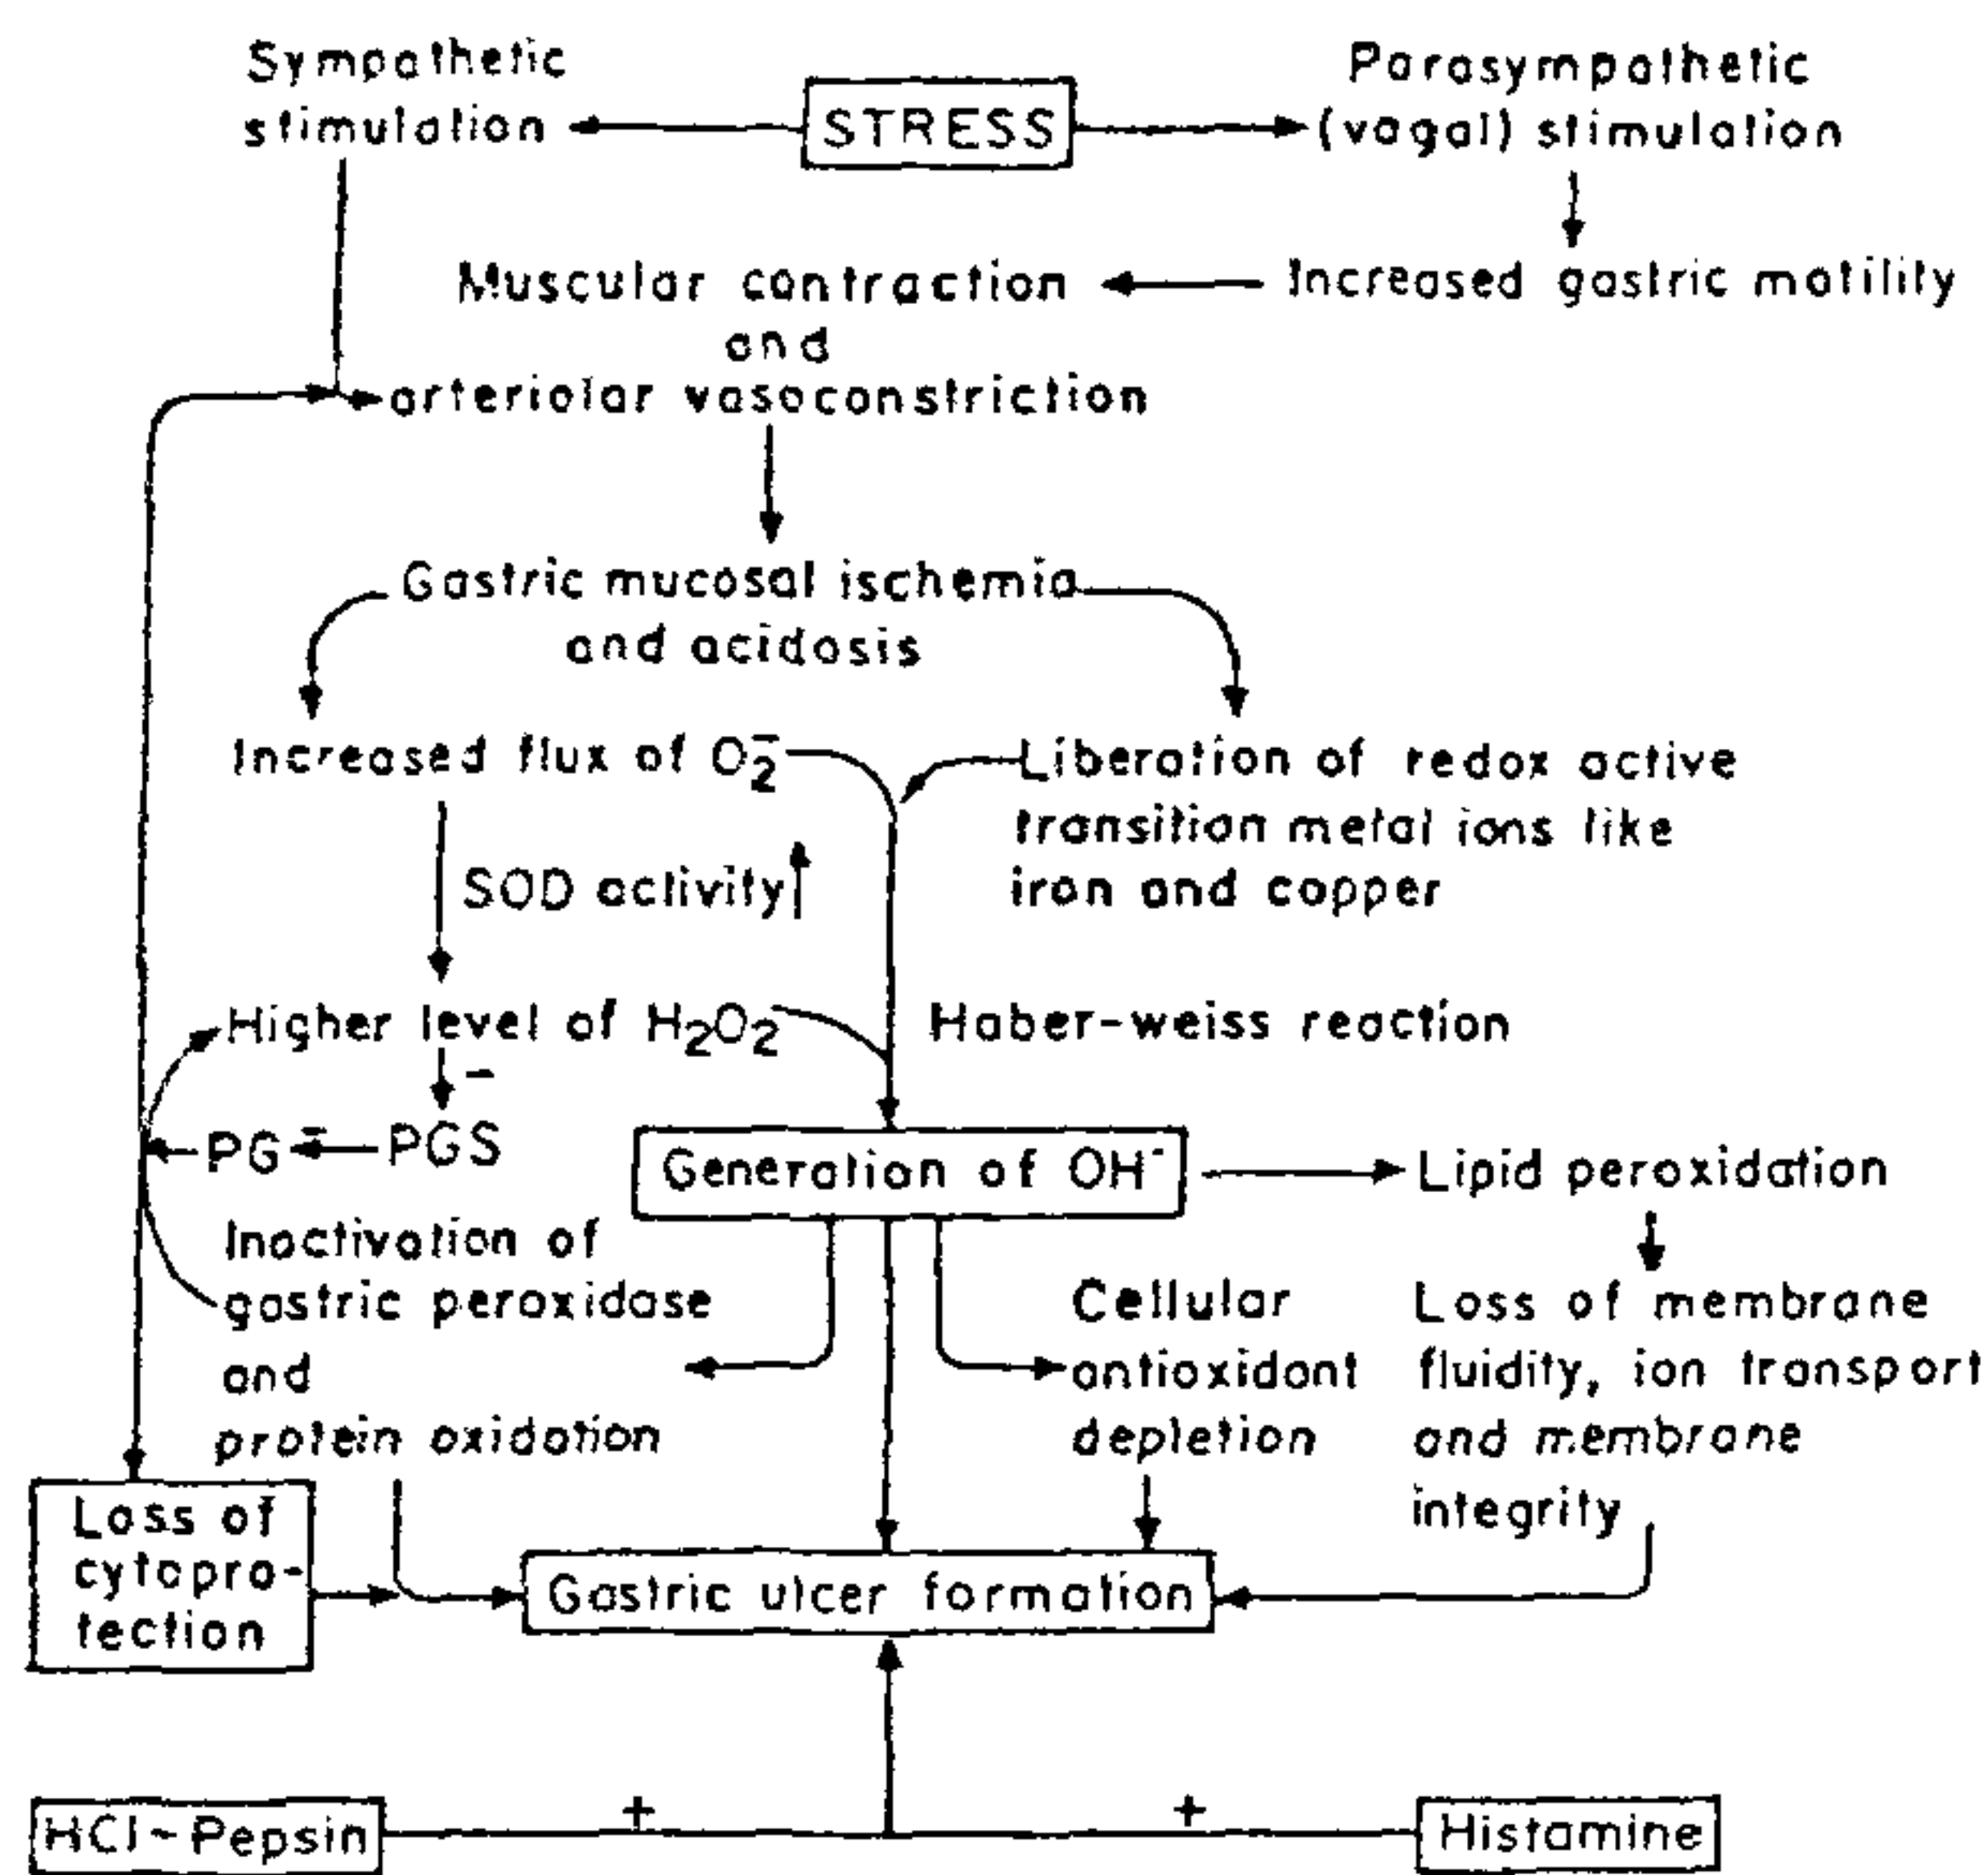 Sympathetic
stimulation
STRESS
Parasympathetic
(vagal) stimulation
Muscular contraction
and
arteriolar vasoconstriction
Increased gastric motility
Gastric mucosal ischemia
and acidosis
Increased flux of O₂⁻
Liberation of redox active
transition metal ions like
iron and copper
SOD activity↑
Higher level of H₂O₂
Haber-weiss reaction
−
PG − PGS
Generation of OH⁻
Lipid peroxidation
Inactivation of
gastric peroxidase
and
protein oxidation
Cellular
antioxidant
depletion
Loss of membrane
fluidity, ion transport
and membrane
integrity
Loss of
cytopro-
tection
Gastric ulcer formation
HCl-Pepsin
+
+
Histamine